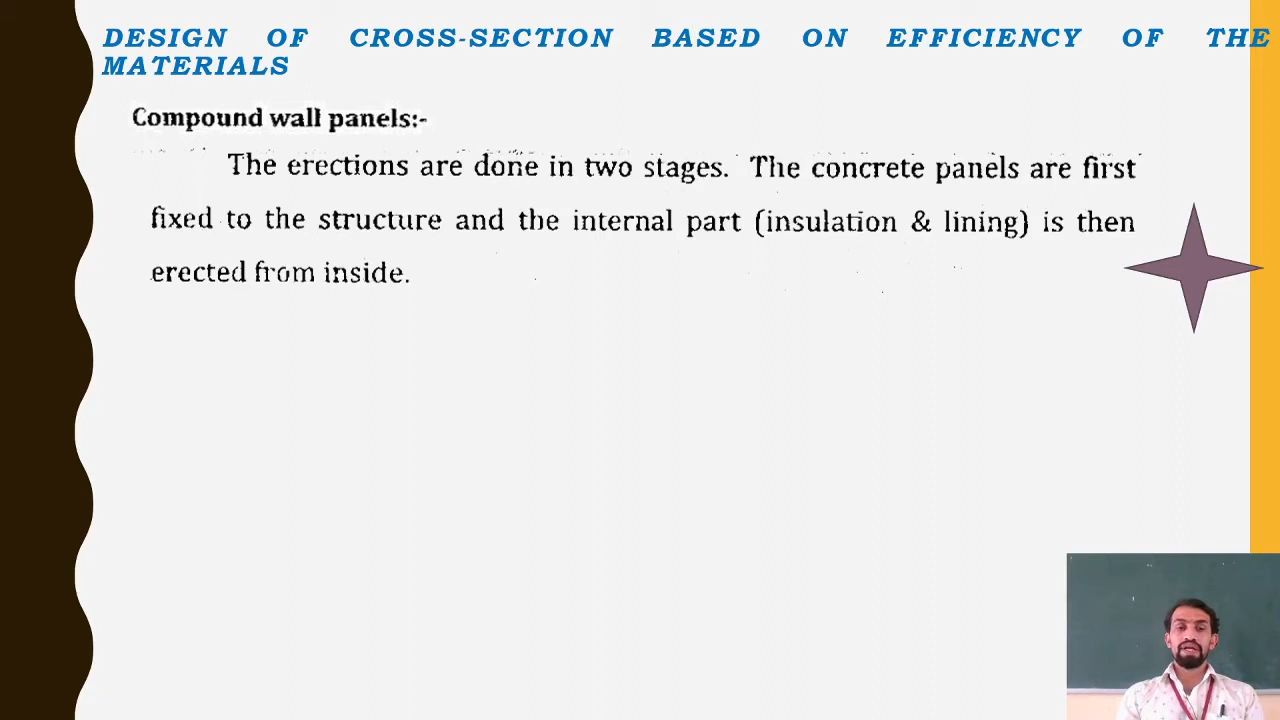 DESIGN OF CROSS-SECTION BASED ON EFFICIENCY OF THE
MATERIALS
Compound wall panels:-
The erections are done in two stages. The concrete panels are first
fixed to the structure and the internal part (insulation & lining) is then
erected from inside.